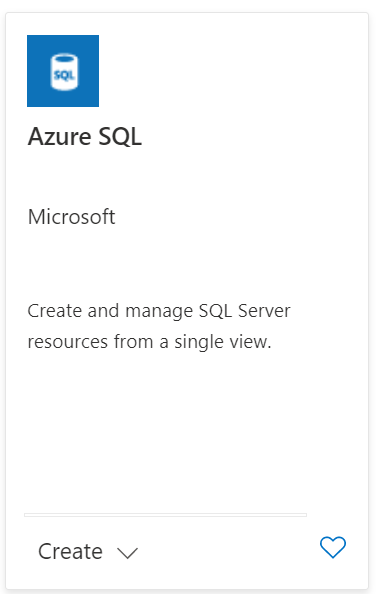 SQL
Azure SQL
Microsoft
Create and manage SQL Server
resources from a single view.
Create